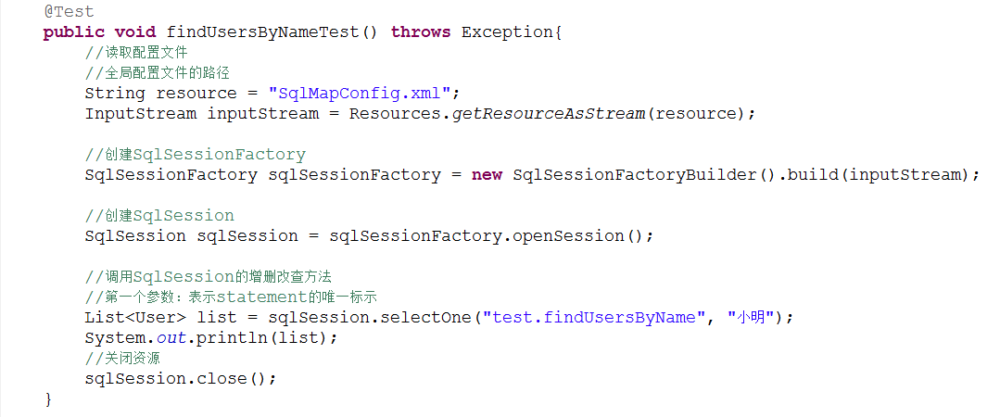 @Test
public void findUsersByNameTest() throws Exception{
//读取配置文件
//全局配置文件的路径
String resource = "SqlMapConfig.xml";
InputStream inputStream = Resources.getResourceAsStream(resource);
//创建SqlSessionFactory
SqlSessionFactory sqlSessionFactory = new SqlSessionFactoryBuilder().build(inputStream);
//创建SqlSession
SqlSession sqlSession = sqlSessionFactory.openSession();
//调用SqlSession的增删改查方法
//第一个参数：表示statement的唯一标示
List<User> list = sqlSession.selectOne("test.findUsersByName", "小明");
System.out.println(list);
//关闭资源
sqlSession.close();
}